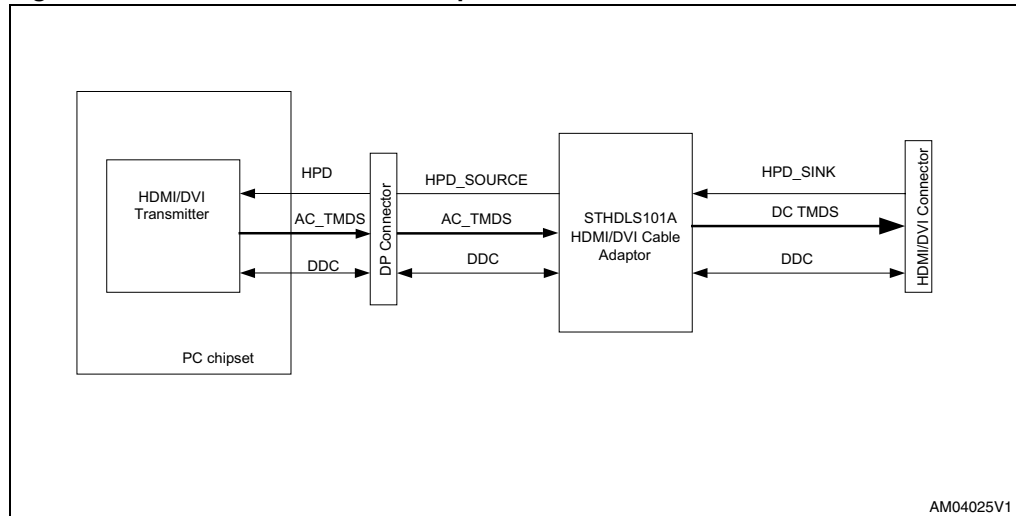 HPD
HPD_SOURCE
HPD_SINK
HDMI/DVI
Transmitter
AC_TMDS
DP Connector
AC_TMDS
STHDLS101A
HDMI/DVI Cable
Adaptor
DC TMDS
HDMI/DVI Connector
DDC
DDC
DDC
PC chipset
AM04025V1